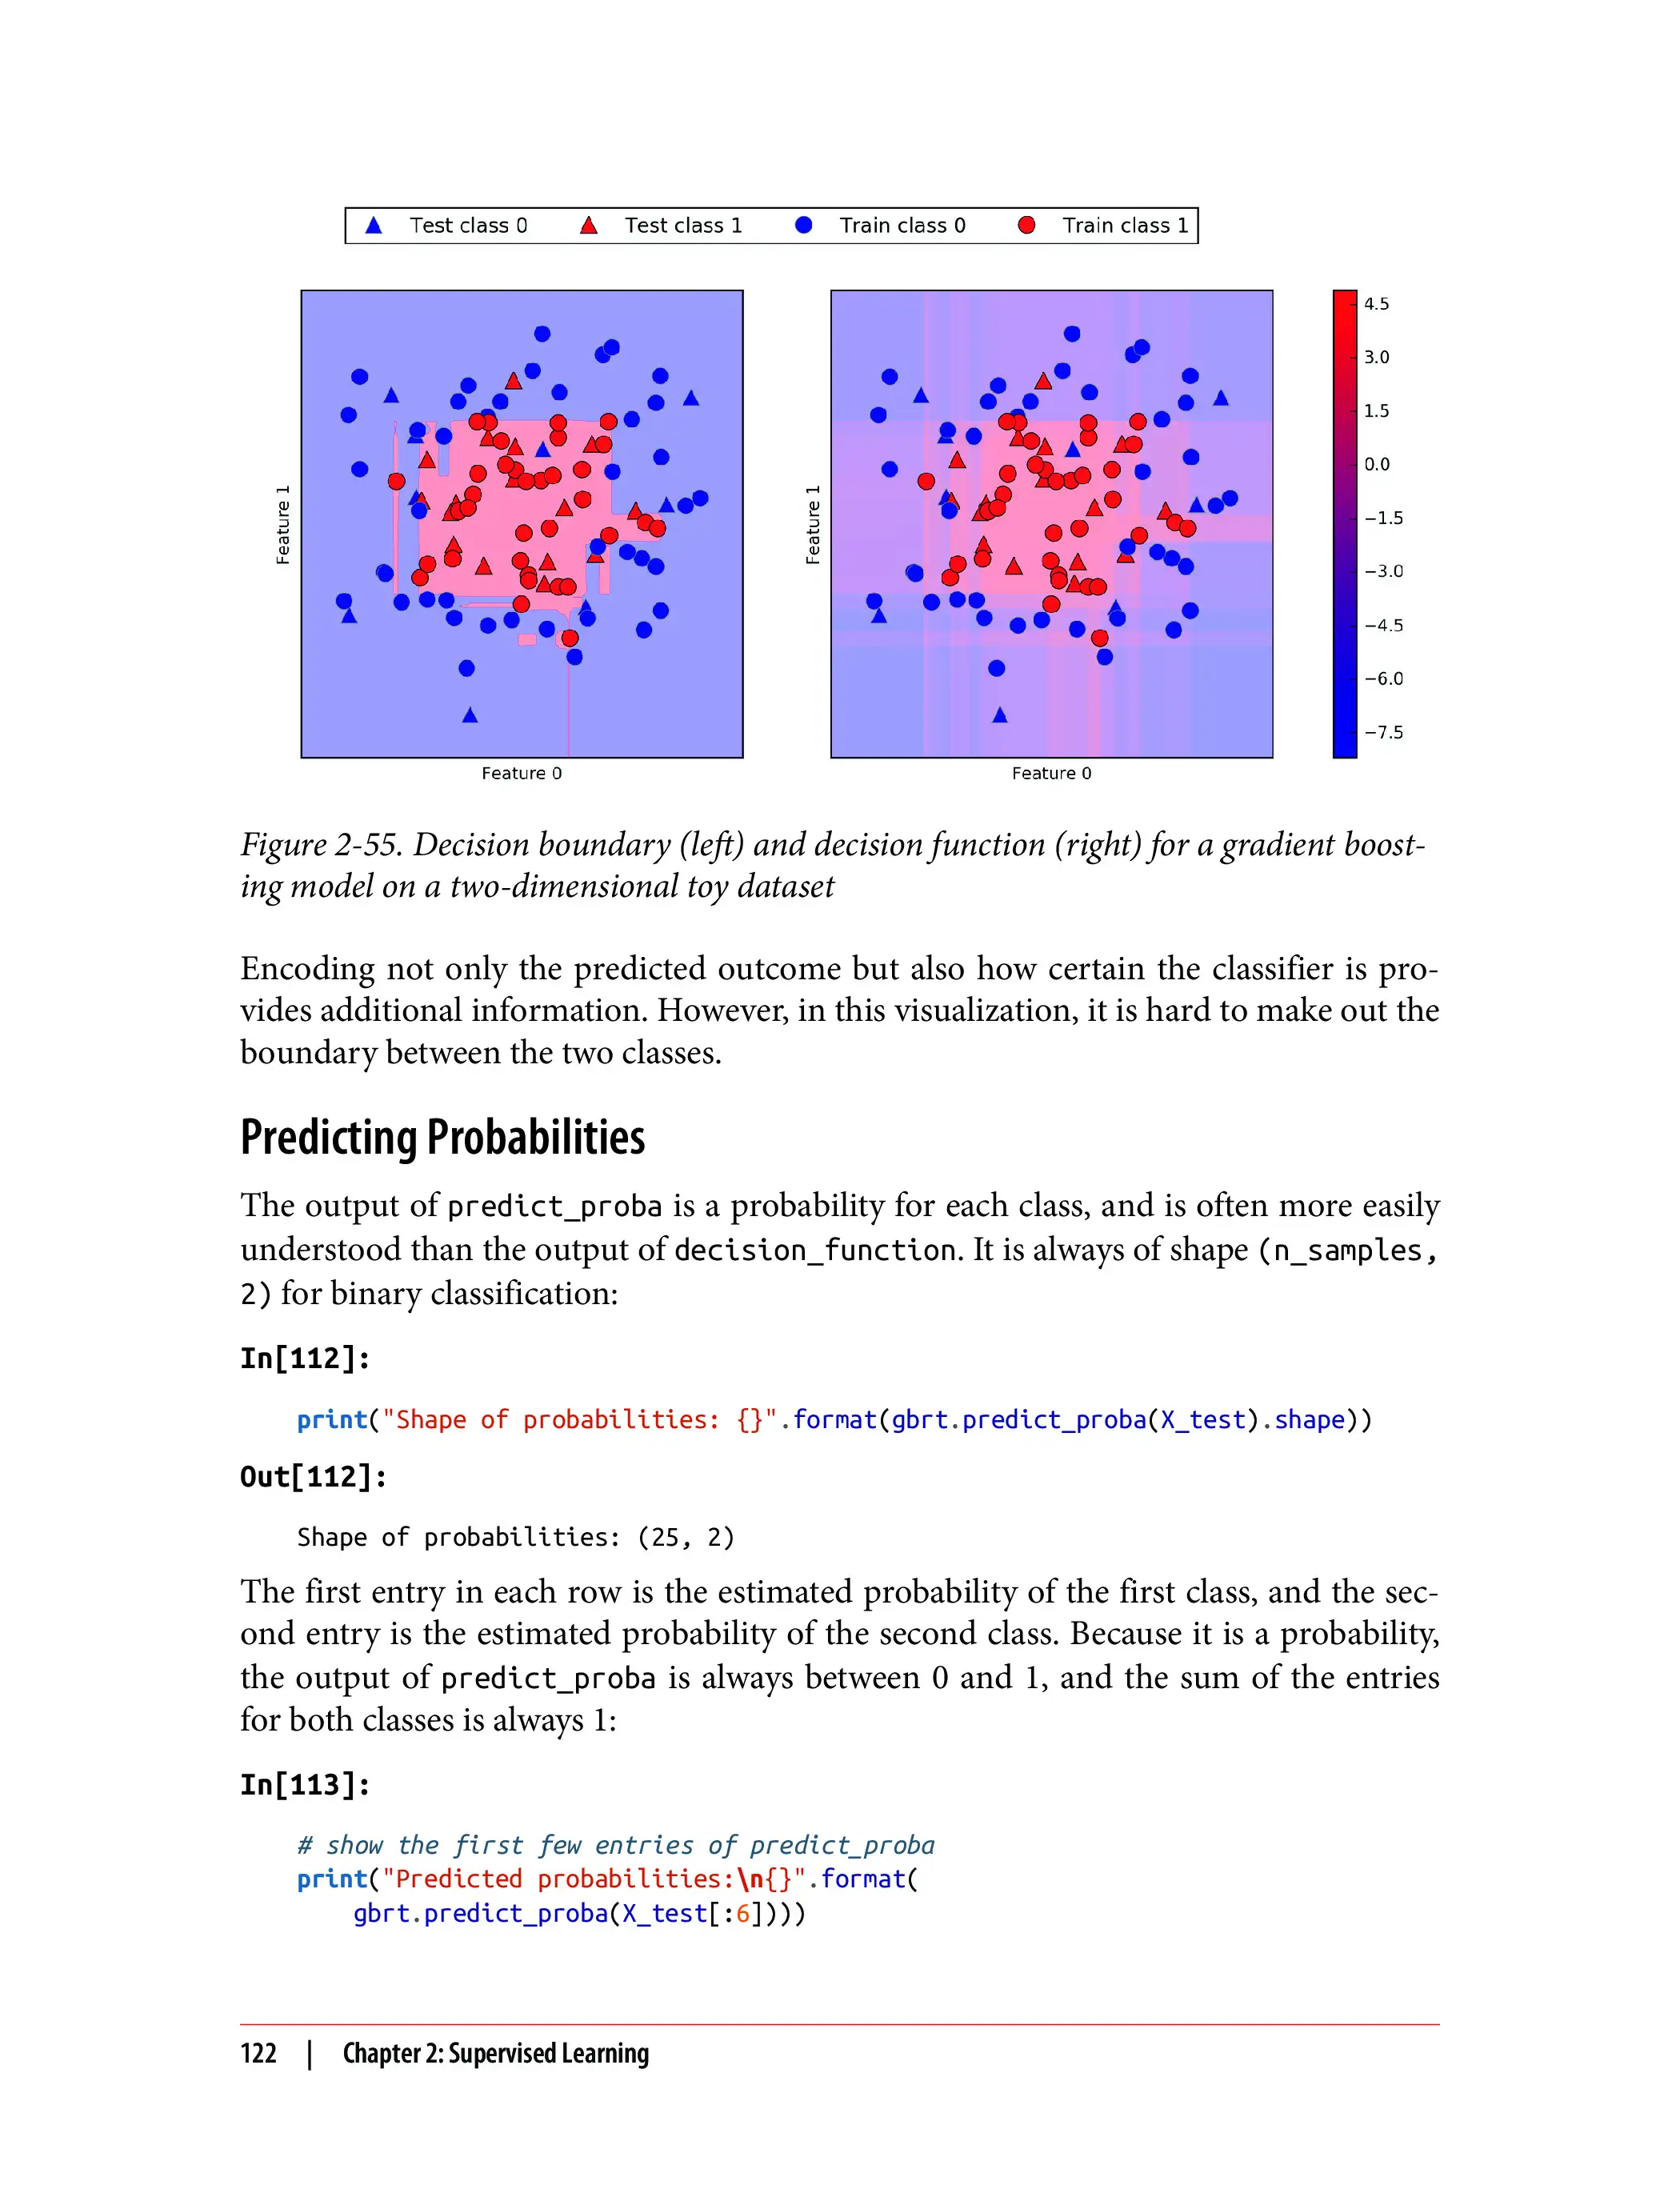 Test class 0 Test class 1 Train class 0 Train class 1
Feature 1
Feature 0
Feature 1
Feature 0
4.5
3.0
1.5
0.0
−1.5
−3.0
−4.5
−6.0
−7.5
Figure 2-55. Decision boundary (left) and decision function (right) for a gradient boost-
ing model on a two-dimensional toy dataset
Encoding not only the predicted outcome but also how certain the classifier is pro-
vides additional information. However, in this visualization, it is hard to make out the
boundary between the two classes.
Predicting Probabilities
The output of predict_proba is a probability for each class, and is often more easily
understood than the output of decision_function. It is always of shape (n_samples,
2) for binary classification:
In[112]:
print("Shape of probabilities: {}".format(gbrt.predict_proba(X_test).shape))
Out[112]:
Shape of probabilities: (25, 2)
The first entry in each row is the estimated probability of the first class, and the sec-
ond entry is the estimated probability of the second class. Because it is a probability,
the output of predict_proba is always between 0 and 1, and the sum of the entries
for both classes is always 1:
In[113]:
# show the first few entries of predict_proba
print("Predicted probabilities:\n{}".format(
gbrt.predict_proba(X_test[:6])))
122 | Chapter 2: Supervised Learning